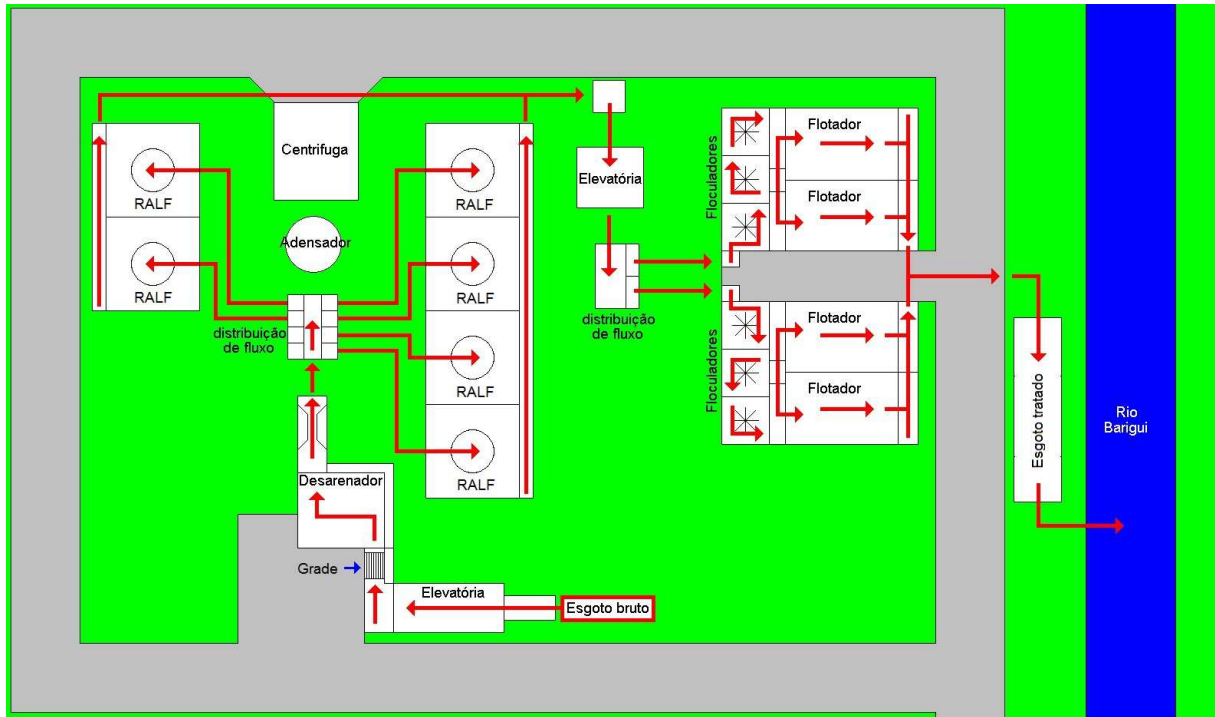 Centrifuga
RALF
RALF
Adensador
distribuição
de fluxo
RALF
RALF
RALF
RALF
Desarenador
Grade
Elevatória
Esgoto bruto
Elevatória
distribuição
de fluxo
Floculadores
Flotador
Flotador
Floculadores
Flotador
Flotador
Esgoto tratado
Rio
Barigui